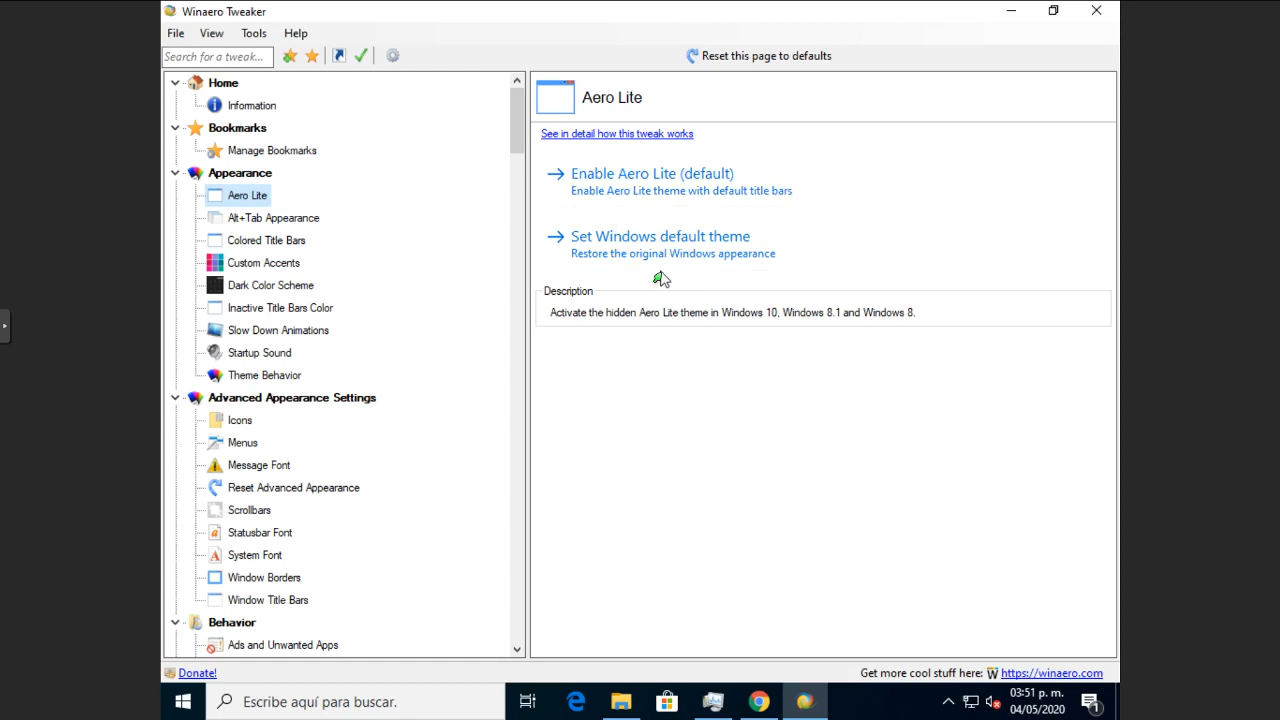 Winaero Tweaker
File View Tools Help
Search for a tweak...
Reset this page to defaults
Home
Information
Bookmarks
Manage Bookmarks
Appearance
Aero Lite
Alt+Tab Appearance
Colored Title Bars
Custom Accents
Dark Color Scheme
Inactive Title Bars Color
Slow Down Animations
Startup Sound
Theme Behavior
Advanced Appearance Settings
Icons
Menus
Message Font
Reset Advanced Appearance
Scrollbars
Statusbar Font
System Font
Window Borders
Window Title Bars
Behavior
Ads and Unwanted Apps
Aero Lite
See in detail how this tweak works
Enable Aero Lite (default)
Enable Aero Lite theme with default title bars
Set Windows default theme
Restore the original Windows appearance
Description
Activate the hidden Aero Lite theme in Windows 10, Windows 8.1 and Windows 8.
Donate!
Get more cool stuff here: https://winaero.com
Escribe aquí para buscar.
03:51 p. m.
04/05/2020
1